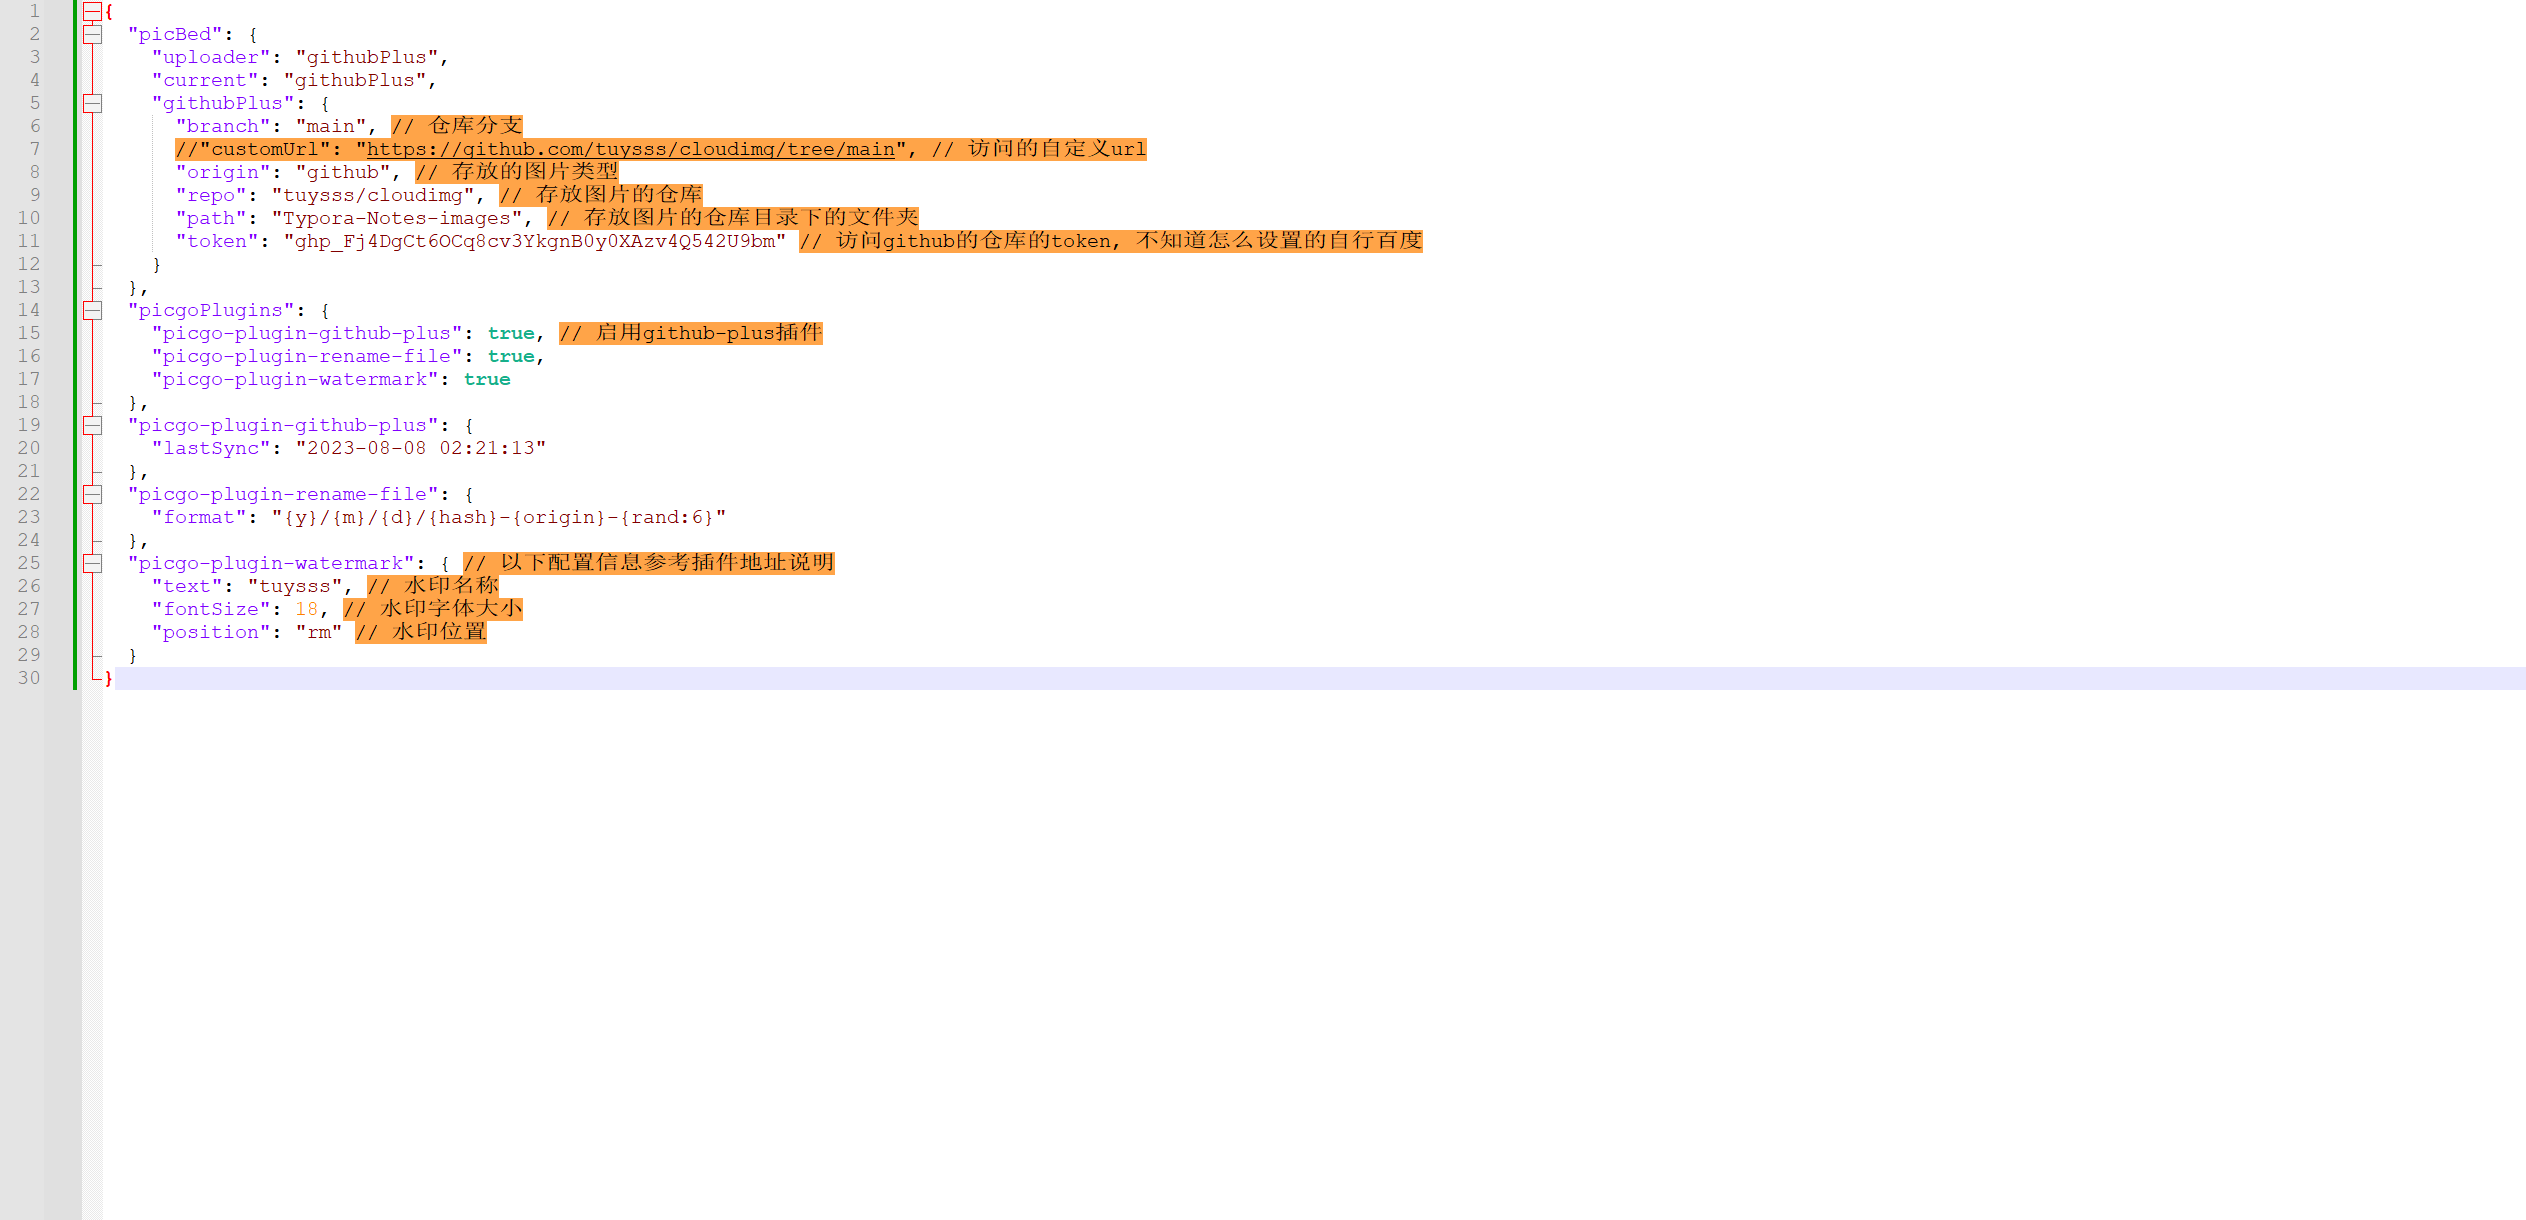 1 {
2 "picBed": {
3 "uploader": "githubPlus",
4 "current": "githubPlus",
5 "githubPlus": {
6 "branch": "main", // 仓库分支
7 //"customUrl": "https://github.com/tuysss/cloudimg/tree/main", // 访问的自定义url
8 "origin": "github", // 存放的图片类型
9 "repo": "tuysss/cloudimg", // 存放图片的仓库
10 "path": "Typora-Notes-images", // 存放图片的仓库目录下的文件夹
11 "token": "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" // 访问github的仓库的token, 不知道怎么设置的自行百度
12 }
13 },
14 "picgoPlugins": {
15 "picgo-plugin-github-plus": true, // 启用github-plus插件
16 "picgo-plugin-rename-file": true,
17 "picgo-plugin-watermark": true
18 },
19 "picgo-plugin-github-plus": {
20 "lastSync": "2023-08-08 02:21:13"
21 },
22 "picgo-plugin-rename-file": {
23 "format": "{y}/{m}/{d}/{hash}-{origin}-{rand:6}"
24 },
25 "picgo-plugin-watermark": { // 以下配置信息参考插件地址说明
26 "text": "tuysss", // 水印名称
27 "fontSize": 18, // 水印字体大小
28 "position": "rm" // 水印位置
29 }
30 }